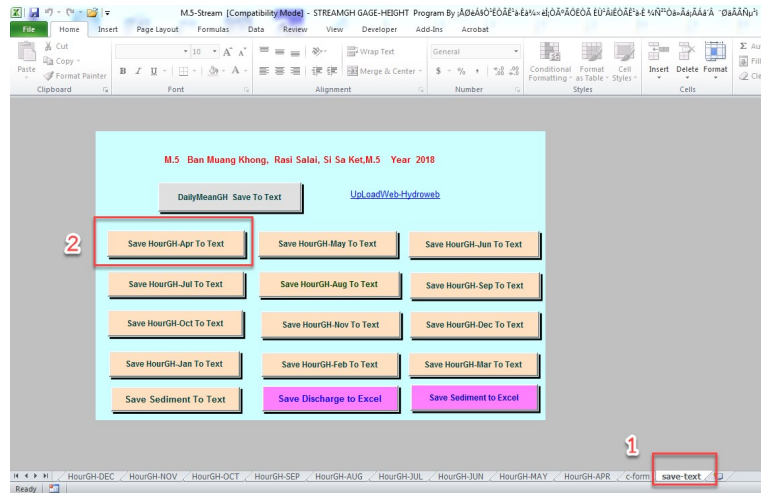 M.5-Stream [Compatibility Mode] - STREAMGH GAGE-HEIGHT Program By
File Home Insert Page Layout Formulas Data Review View Developer Add-Ins Acrobat
Cut
Copy
Format Painter
Paste
10 A A
B I U A
Wrap Text
Merge & Center
General
$ % ,
Conditional Formatting
Format as Table
Cell Styles
Insert Delete Format
Σ Au
Fill
Cle
Clipboard Font Alignment Number Styles Cells
M.5 Ban Muang Khong, Rasi Salai, Si Sa Ket,M.5 Year 2018
DailyMeanGH Save To Text UpLoadWeb-Hydroweb
2
Save HourGH-Apr To Text Save HourGH-May To Text Save HourGH-Jun To Text
Save HourGH-Jul To Text Save HourGH-Aug To Text Save HourGH-Sep To Text
Save HourGH-Oct To Text Save HourGH-Nov To Text Save HourGH-Dec To Text
Save HourGH-Jan To Text Save HourGH-Feb To Text Save HourGH-Mar To Text
Save Sediment To Text Save Discharge to Excel Save Sediment to Excel
1
HourGH-DEC HourGH-NOV HourGH-OCT HourGH-SEP HourGH-AUG HourGH-JUL HourGH-JUN HourGH-MAY HourGH-APR c-form save-text
Ready